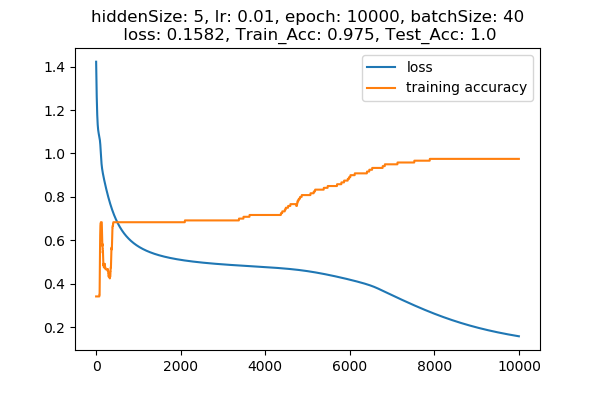 hiddenSize: 5, lr: 0.01, epoch: 10000, batchSize: 40
loss: 0.1582, Train_Acc: 0.975, Test_Acc: 1.0
loss
training accuracy
1.4
1.2
1.0
0.8
0.6
0.4
0.2
0 2000 4000 6000 8000 10000